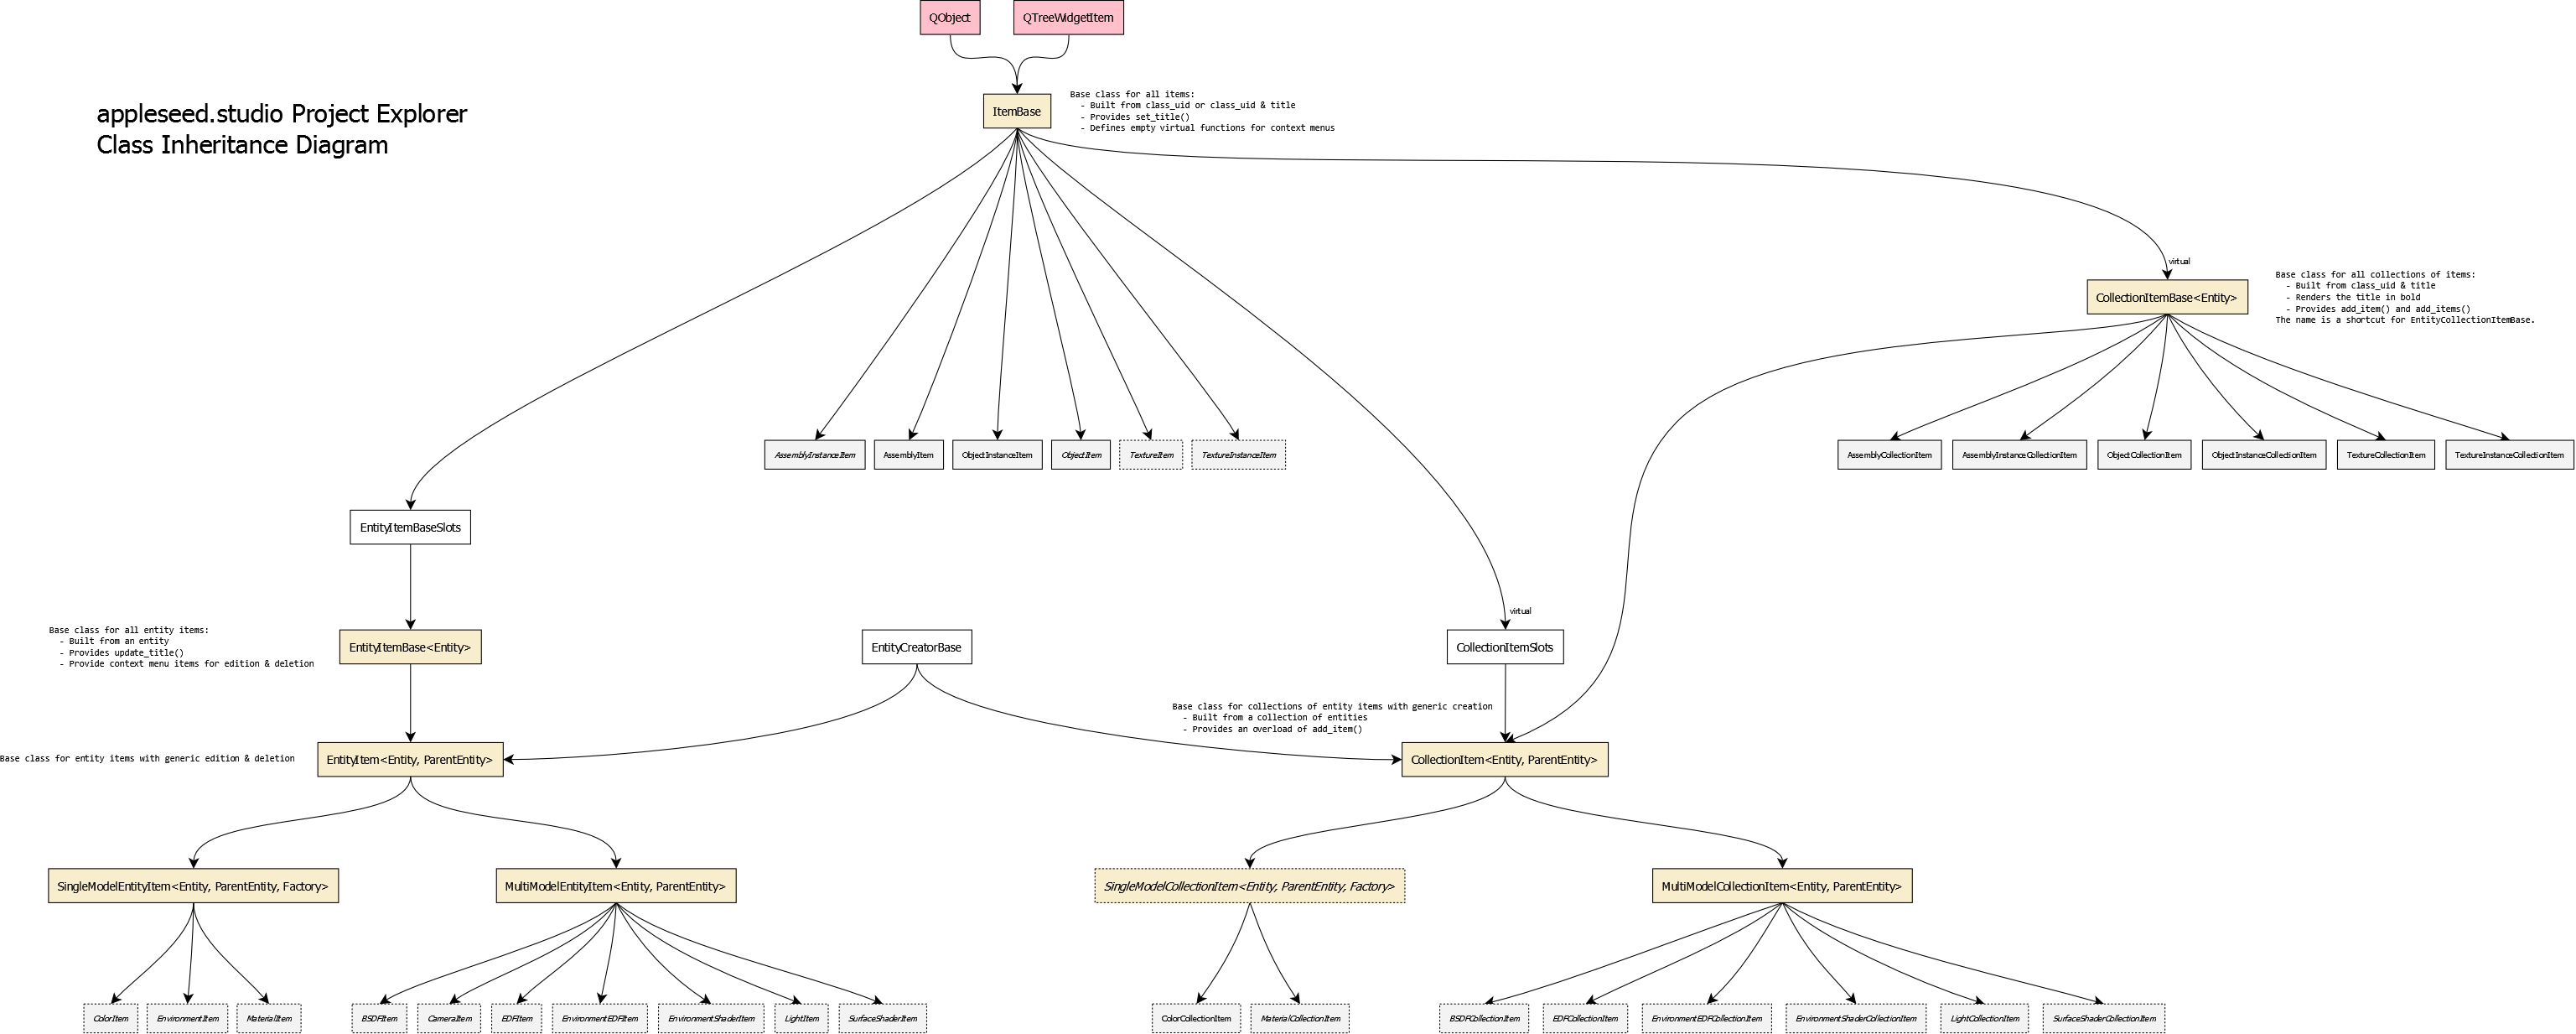 QObject
QTreeWidgetItem
appleseed.studio Project Explorer
Class Inheritance Diagram
ItemBase
Base class for all items:
- Built from class_uid or class_uid & title
- Provides set_title()
- Defines empty virtual functions for context menus
virtual
CollectionItemBase<Entity>
Base class for all collections of items:
- Built from class_uid & title
- Renders the title in bold
- Provides add_item() and add_items()
The name is a shortcut for EntityCollectionItemBase.
AssemblyInstanceItem
AssemblyItem
ObjectInstanceItem
ObjectItem
TextureItem
TextureInstanceItem
AssemblyCollectionItem
AssemblyInstanceCollectionItem
ObjectCollectionItem
ObjectInstanceCollectionItem
TextureCollectionItem
TextureInstanceCollectionItem
EntityItemBaseSlots
virtual
Base class for all entity items:
- Built from an entity
- Provides update_title()
- Provide context menu items for edition & deletion
EntityItemBase<Entity>
EntityCreatorBase
CollectionItemSlots
Base class for collections of entity items with generic creation
- Built from a collection of entities
- Provides an overload of add_item()
Base class for entity items with generic edition & deletion
EntityItem<Entity, ParentEntity>
CollectionItem<Entity, ParentEntity>
SingleModelEntityItem<Entity, ParentEntity, Factory>
MultiModelEntityItem<Entity, ParentEntity>
SingleModelCollectionItem<Entity, ParentEntity, Factory>
MultiModelCollectionItem<Entity, ParentEntity>
ColorItem
EnvironmentItem
MaterialItem
BSDFItem
CameraItem
EDFItem
EnvironmentEDFItem
EnvironmentShaderItem
LightItem
SurfaceShaderItem
ColorCollectionItem
MaterialCollectionItem
BSDFCollectionItem
EDFCollectionItem
EnvironmentEDFCollectionItem
EnvironmentShaderCollectionItem
LightCollectionItem
SurfaceShaderCollectionItem